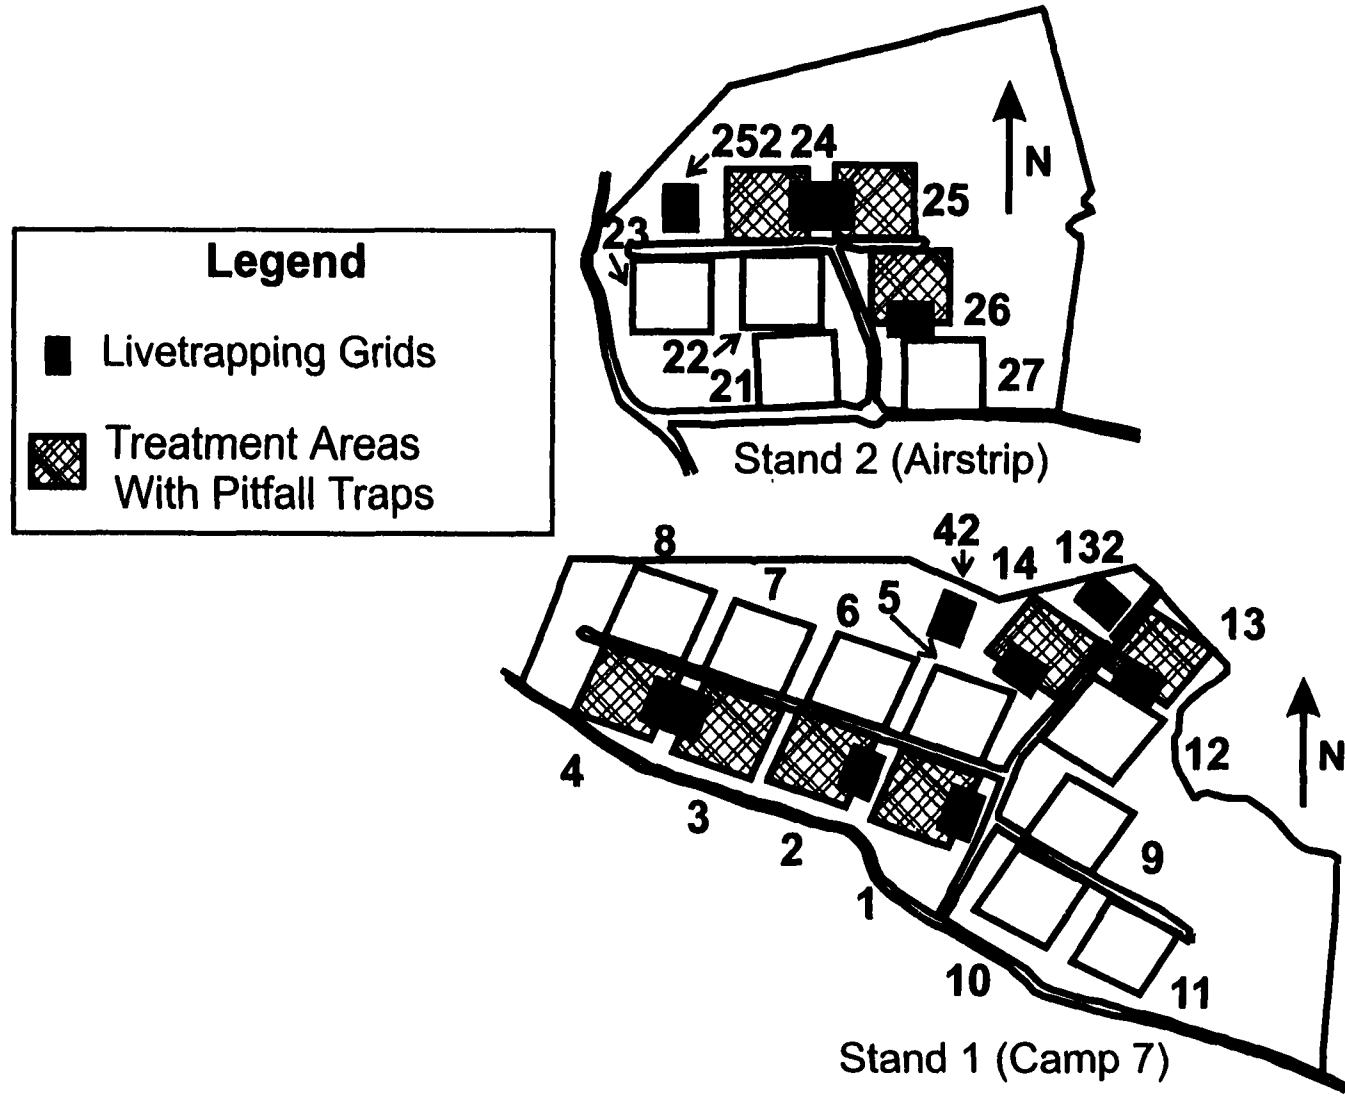 252 24
N
25
23
Legend
26
Livetrapping Grids
22
21
27
Treatment Areas
With Pitfall Traps
Stand 2 (Airstrip)
42
132
8
14
7
5
6
13
12
N
4
3
2
9
1
10
11
Stand 1 (Camp 7)